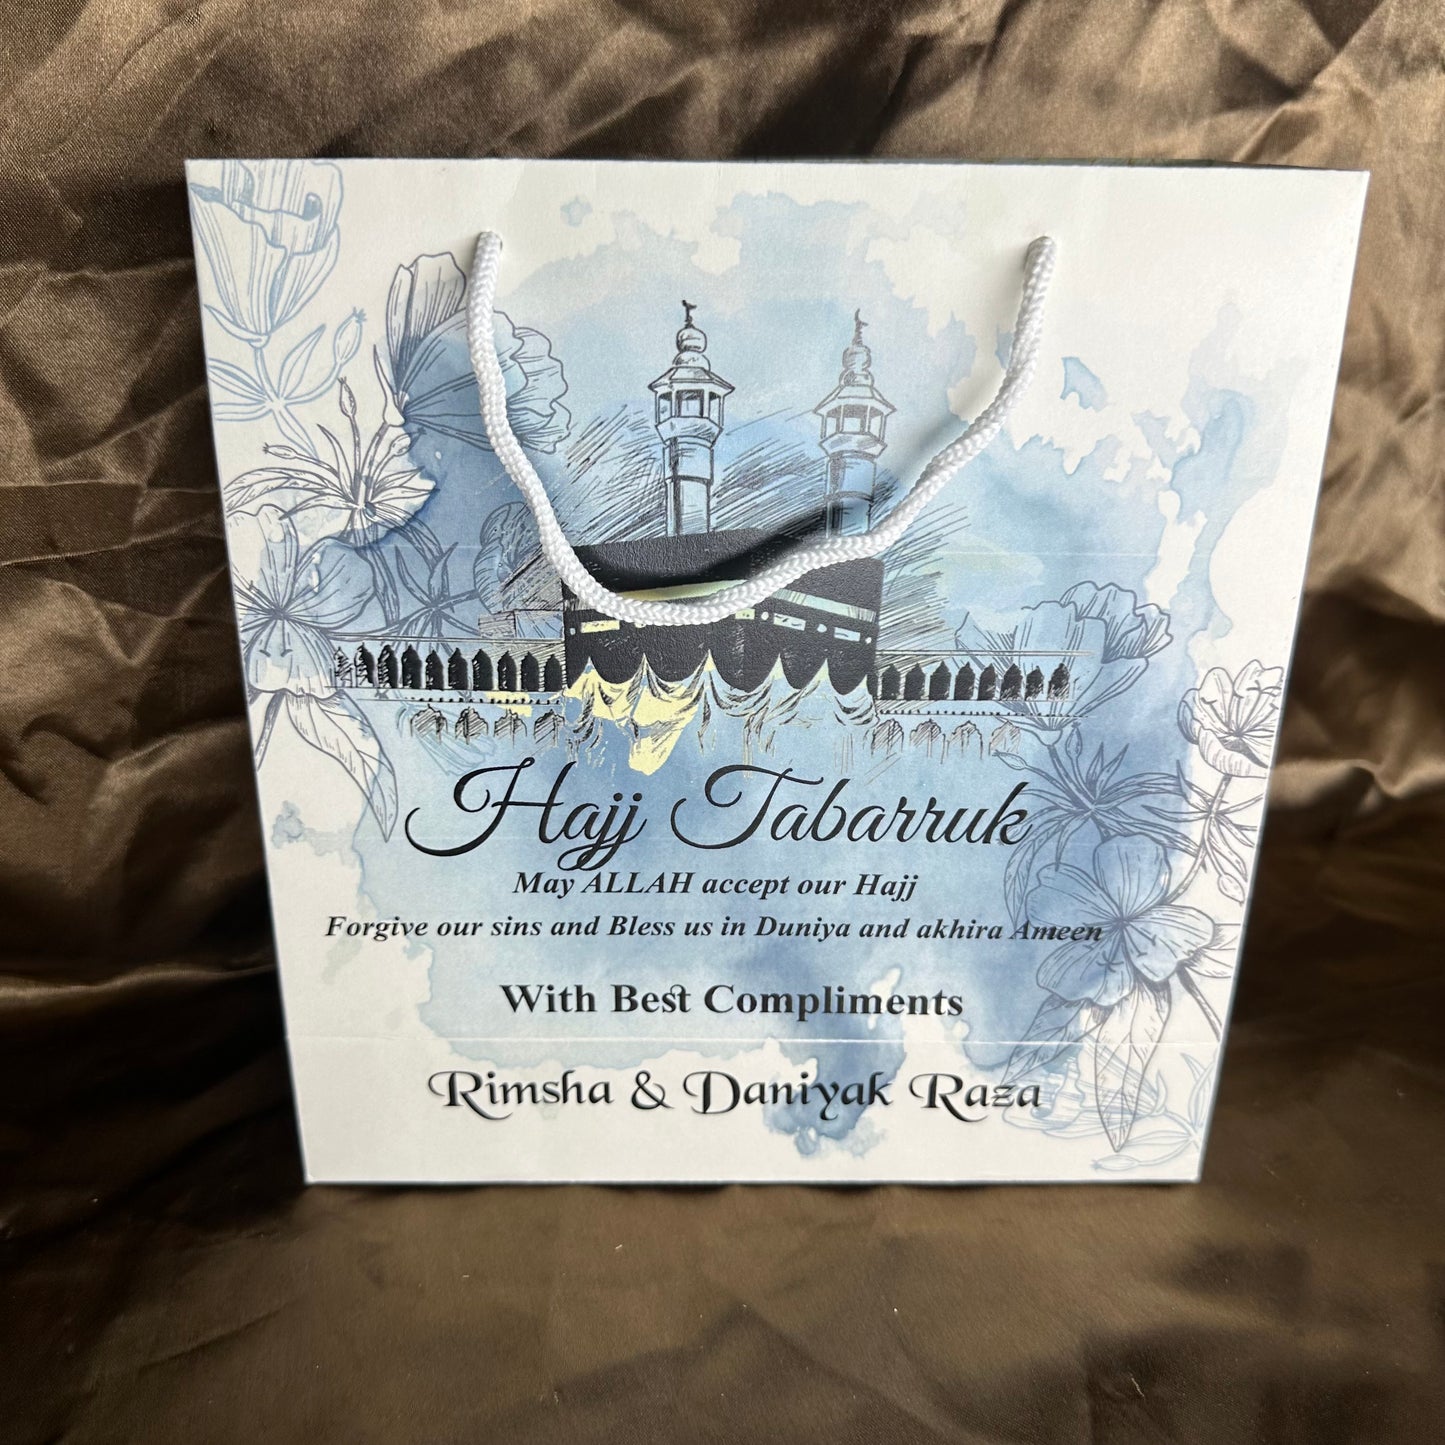 Hajj Tabarruk
May ALLAH accept our Hajj
Forgive our sins and Bless us in Duniya and akhira Ameen
With Best Compliments
Rimsha & Daniyak Raza